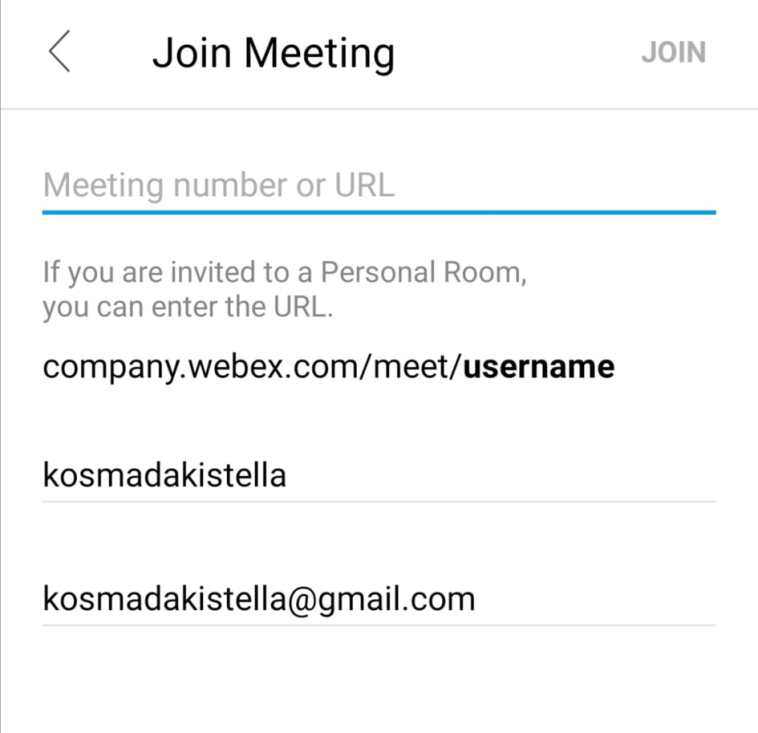 Join Meeting JOIN
Meeting number or URL
If you are invited to a Personal Room,
you can enter the URL.
company.webex.com/meet/username
kosmadakistella
kosmadakistella@gmail.com